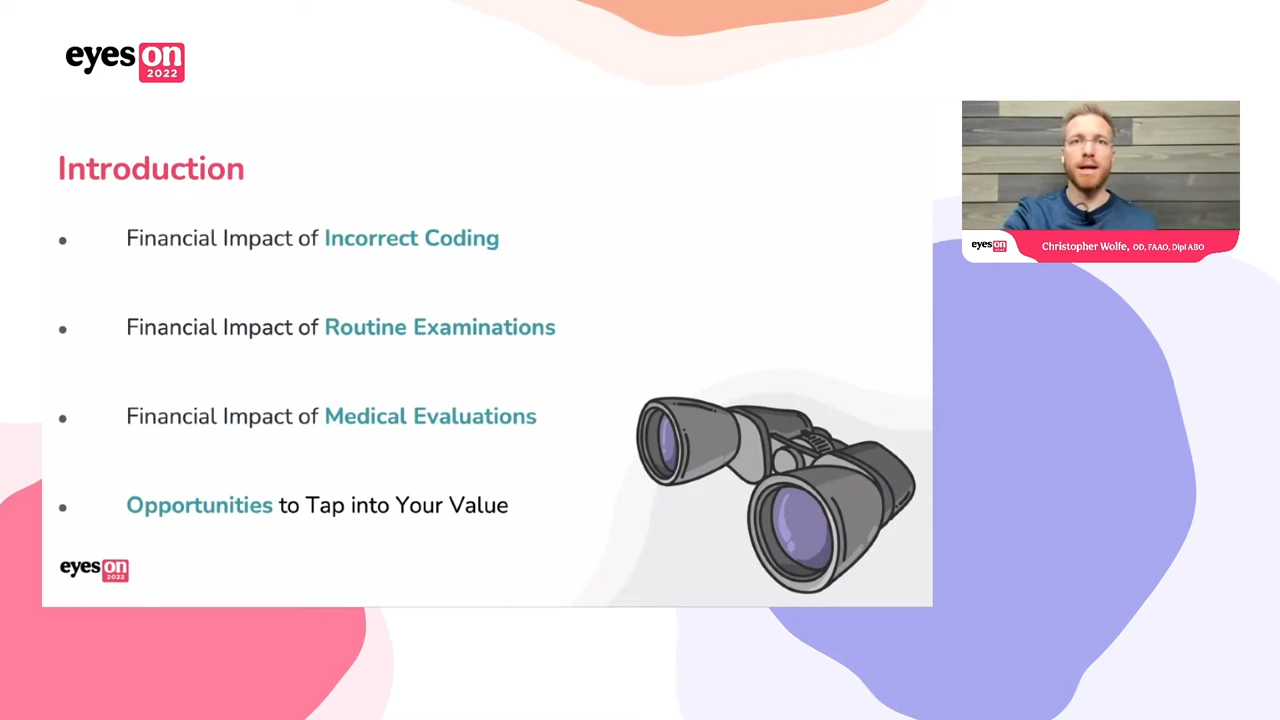 eyes on
2022
Introduction
• Financial Impact of Incorrect Coding
• Financial Impact of Routine Examinations
• Financial Impact of Medical Evaluations
• Opportunities to Tap into Your Value
eyes on
2022
eyes on
2022
Christopher Wolfe, OD, FAAO, Dipl ABO